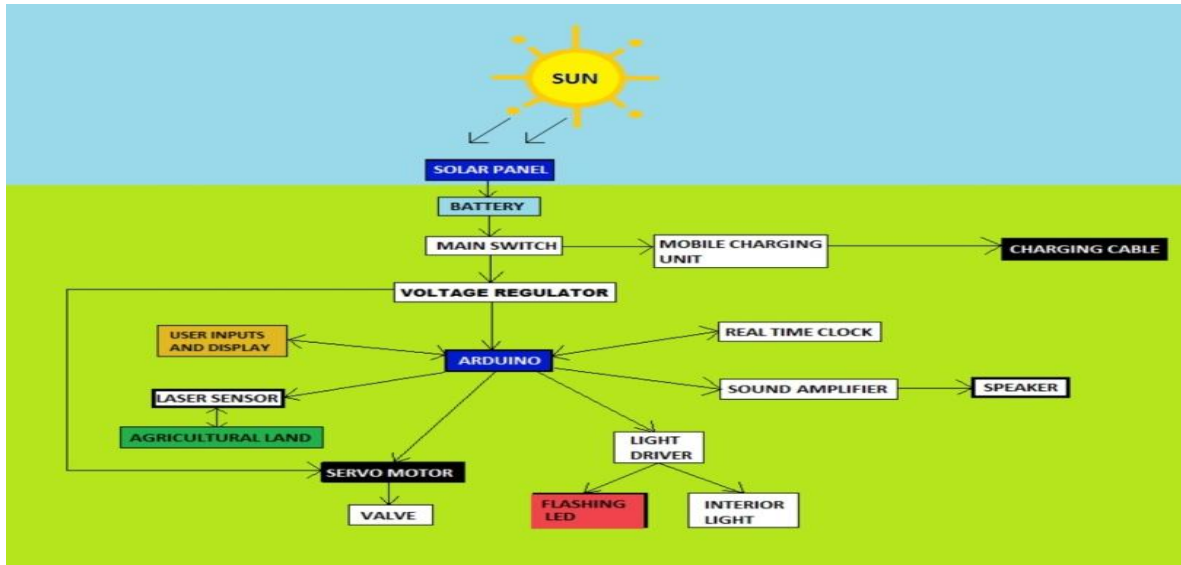 SUN
SOLAR PANEL
BATTERY
MAIN SWITCH
MOBILE CHARGING
UNIT
CHARGING CABLE
VOLTAGE REGULATOR
USER INPUTS
AND DISPLAY
REAL TIME CLOCK
ARDUINO
LASER SENSOR
SOUND AMPLIFIER
SPEAKER
AGRICULTURAL LAND
LIGHT
DRIVER
SERVO MOTOR
VALVE
FLASHING
LED
INTERIOR
LIGHT